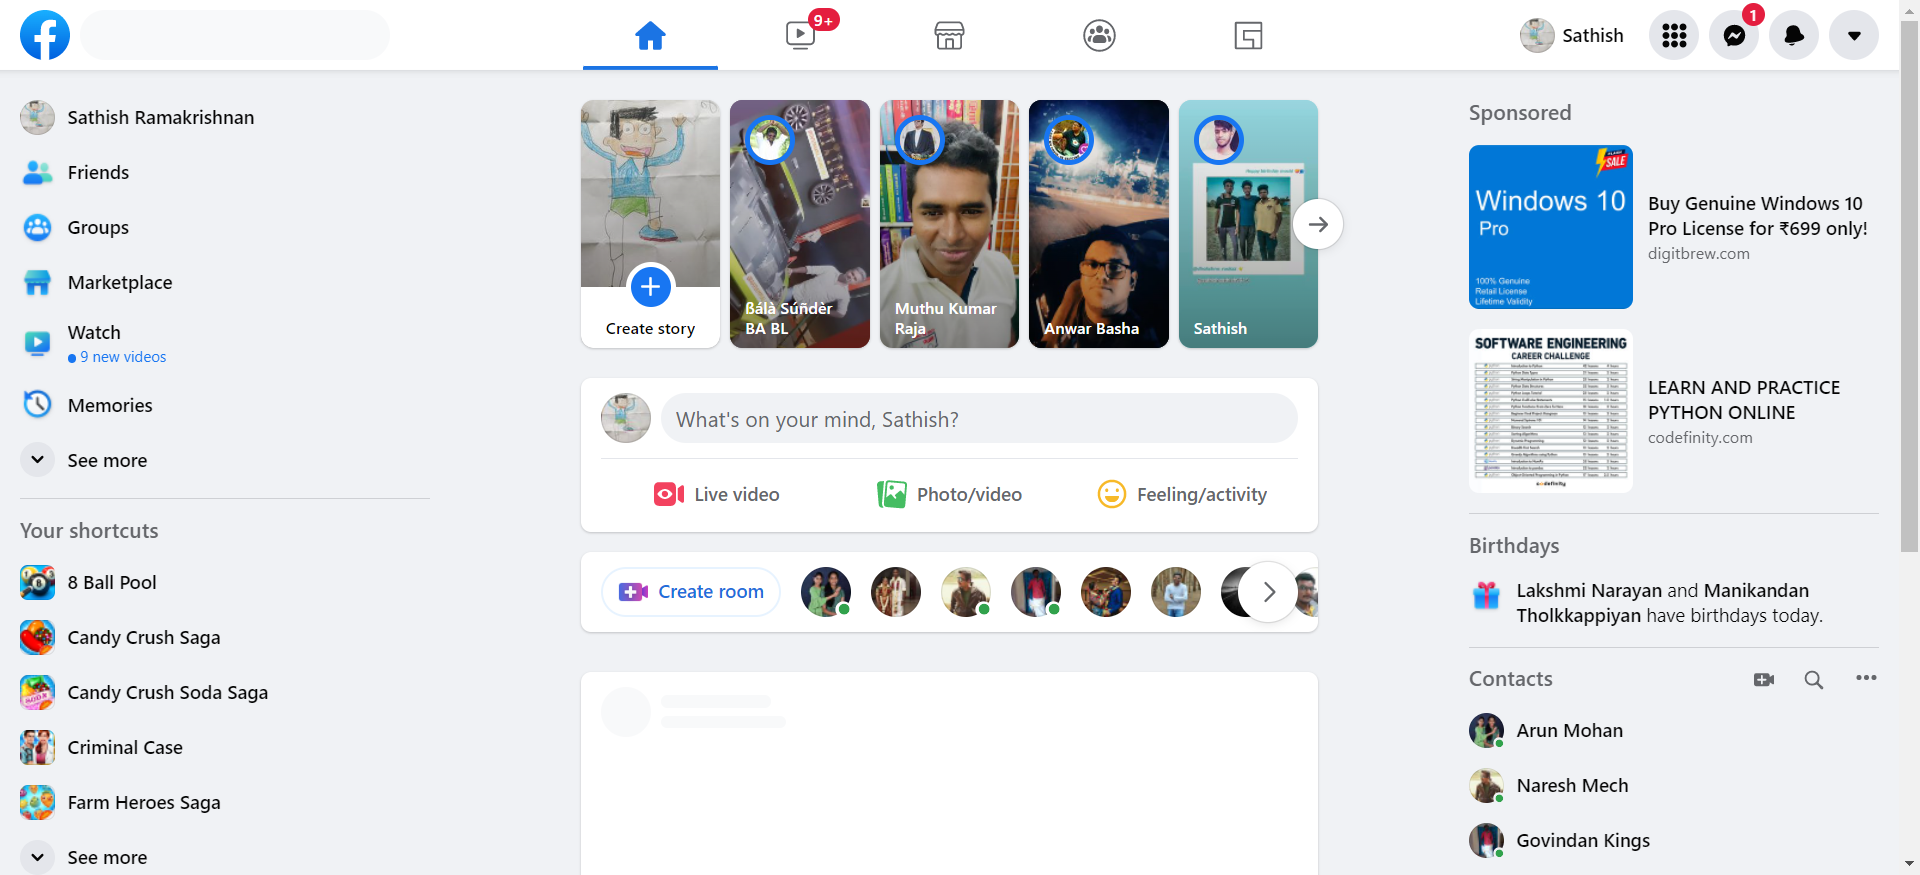 9+
Sathish
1
Sathish Ramakrishnan
Friends
Groups
Marketplace
Watch
9 new videos
Memories
See more
Your shortcuts
8 Ball Pool
Candy Crush Saga
Candy Crush Soda Saga
Criminal Case
Farm Heroes Saga
See more
Create story
ßálà Súñdèr
BA BL
Muthu Kumar
Raja
Anwar Basha
Sathish
What's on your mind, Sathish?
Live video
Photo/video
Feeling/activity
Create room
Sponsored
SALE
Windows 10
Pro
100% Genuine
Retail License
Lifetime Validity
Buy Genuine Windows 10
Pro License for ₹699 only!
digitbrew.com
SOFTWARE ENGINEERING
CAREER CHALLENGE
codefinity
LEARN AND PRACTICE
PYTHON ONLINE
codefinity.com
Birthdays
Lakshmi Narayan and Manikandan
Tholkkappiyan have birthdays today.
Contacts
Arun Mohan
Naresh Mech
Govindan Kings